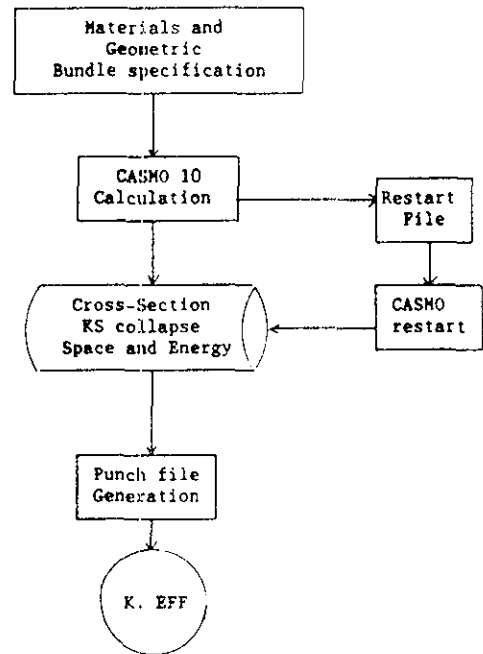 Materials and
Geometric
Bundle specification
CASMO 10
Calculation
Restart
File
Cross-Section
KS collapse
Space and Energy
CASMO
restart
Punch file
Generation
K. EFF